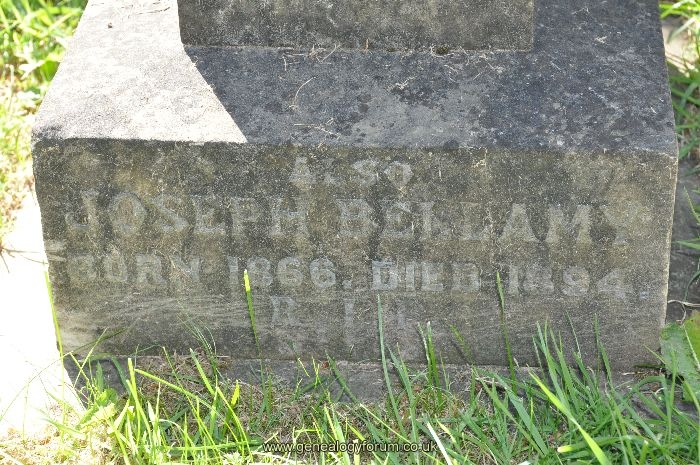 ALSO
JOSEPH BELLAMY
BORN 1866. DIED 1894.
www.genealogyforum.co.uk